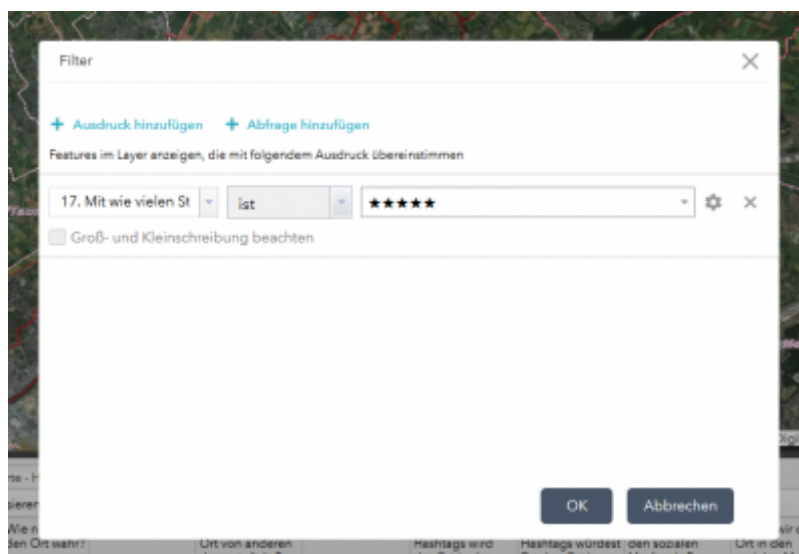 Filter
+ Ausdruck hinzufügen + Abfrage hinzufügen
Features im Layer anzeigen, die mit folgendem Ausdruck übereinstimmen
17. Mit wie vielen St ist ★★★★★
Groß- und Kleinschreibung beachten
OK Abbrechen
den Ort wahr? Ort von anderen Hashtags wird Hashtags würdest den sozialen Ort in den